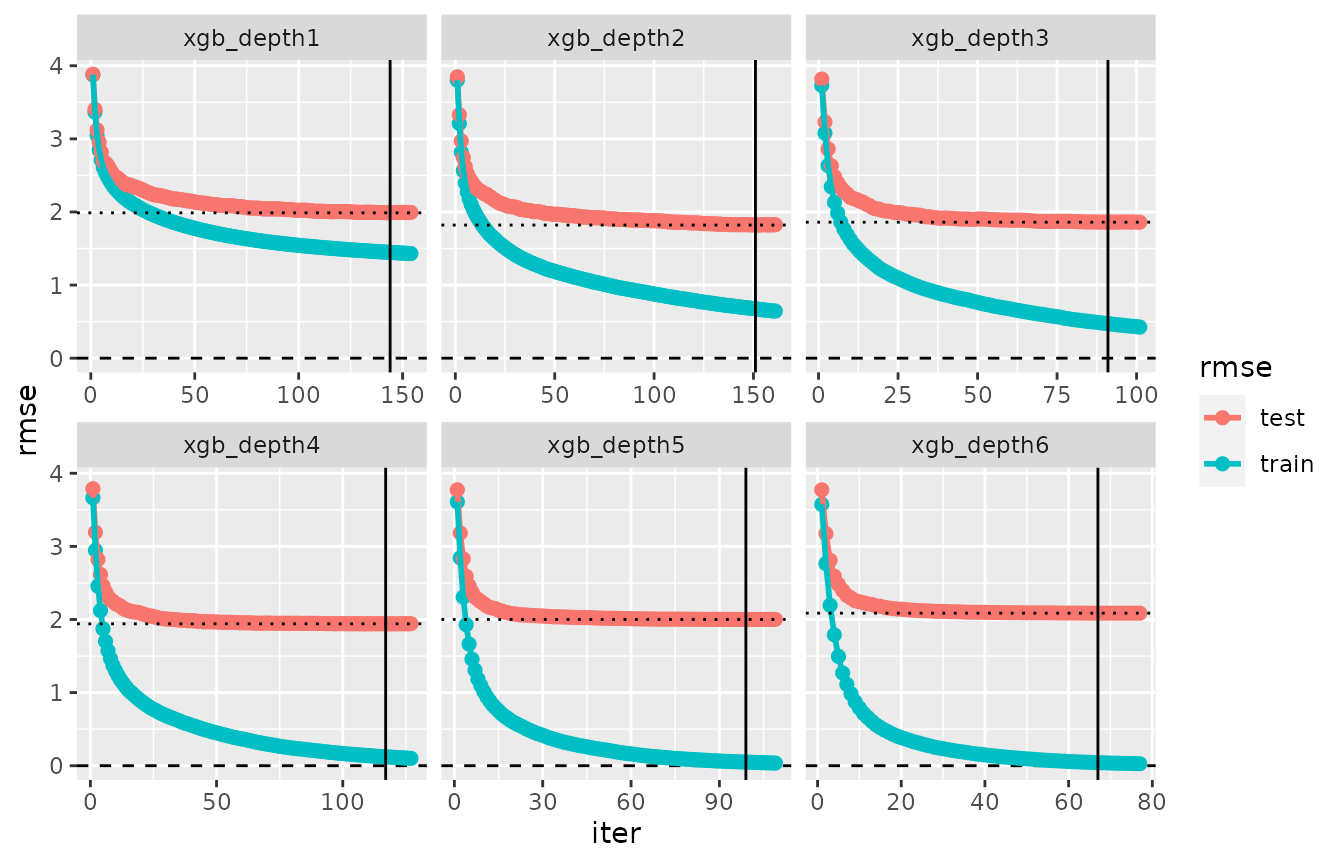 xgb_depth1 xgb_depth2 xgb_depth3
4
3
2
1
0
0 50 100 150 0 50 100 150 0 25 50 75 100
xgb_depth4 xgb_depth5 xgb_depth6
4
3
2
1
0
0 50 100 0 30 60 90 0 20 40 60 80
iter
rmse
rmse
test
train